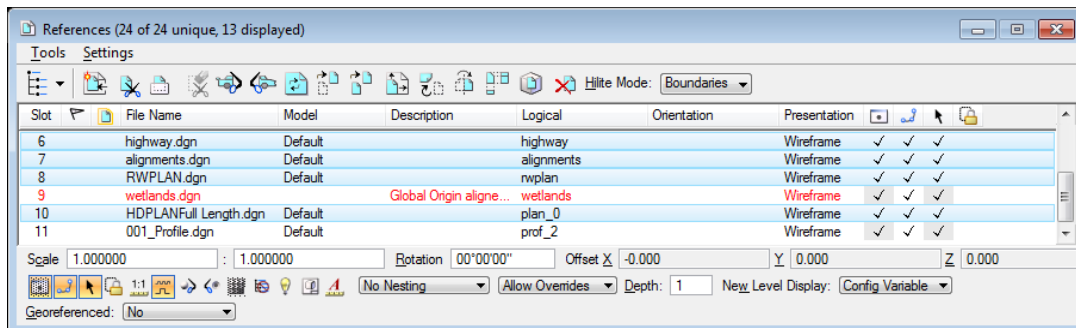 References (24 of 24 unique, 13 displayed)
Tools Settings
Hilite Mode: Boundaries
Slot File Name Model Description Logical Orientation Presentation
6 highway.dgn Default highway Wireframe
7 alignments.dgn Default alignments Wireframe
8 RWPLAN.dgn Default rwplan Wireframe
9 wetlands.dgn Global Origin aligne... wetlands Wireframe
10 HDPLANFull Length.dgn Default plan_0 Wireframe
11 001_Profile.dgn Default prof_2 Wireframe
Scale 1.000000 : 1.000000 Rotation 00°00'00" Offset X -0.000 Y 0.000 Z 0.000
1:1 A No Nesting Allow Overrides Depth: 1 New Level Display: Config Variable
Georeferenced: No